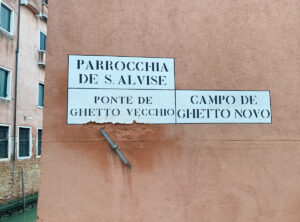 PARROCCHIA
DE S. ALVISE
PONTE DE
GHETTO VECCHIO
CAMPO DE
GHETTO NOVO